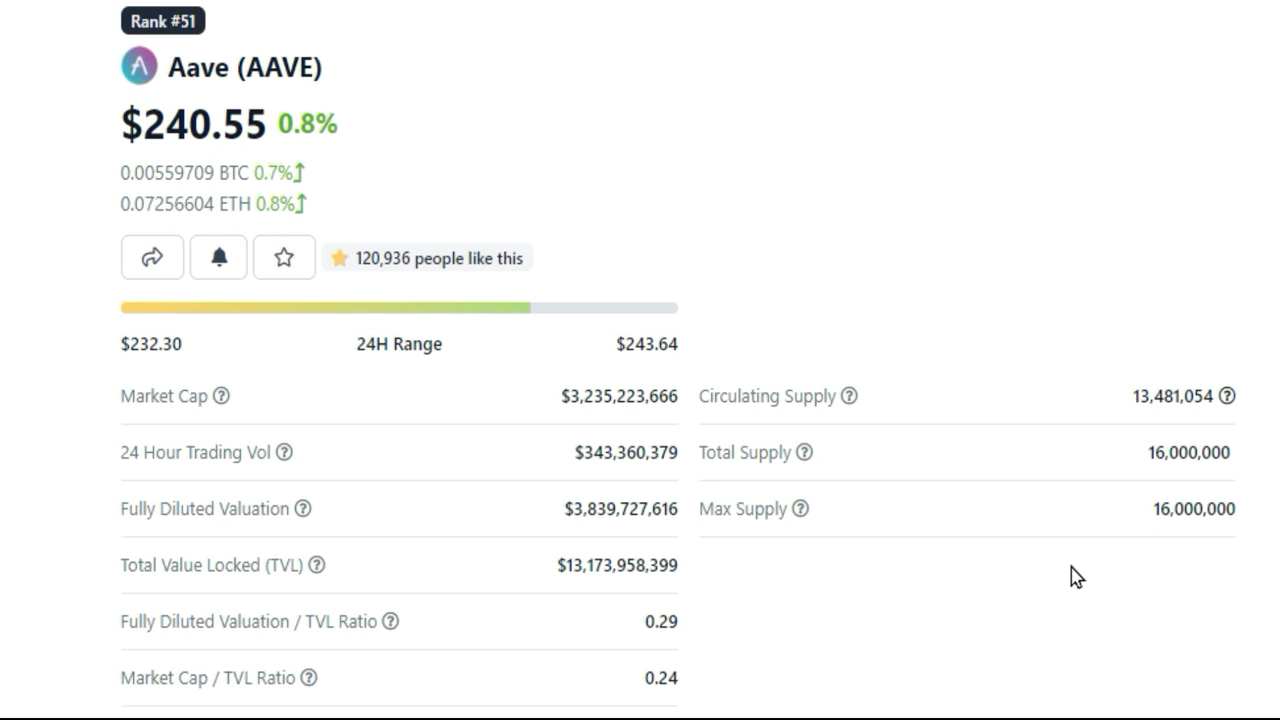 Rank #51
Aave (AAVE)
$240.55 0.8%
0.00559709 BTC 0.7%
0.07256604 ETH 0.8%
120,936 people like this
$232.30 24H Range $243.64
Market Cap $3,235,223,666
Circulating Supply 13,481,054
24 Hour Trading Vol $343,360,379
Total Supply 16,000,000
Fully Diluted Valuation $3,839,727,616
Max Supply 16,000,000
Total Value Locked (TVL) $13,173,958,399
Fully Diluted Valuation / TVL Ratio 0.29
Market Cap / TVL Ratio 0.24